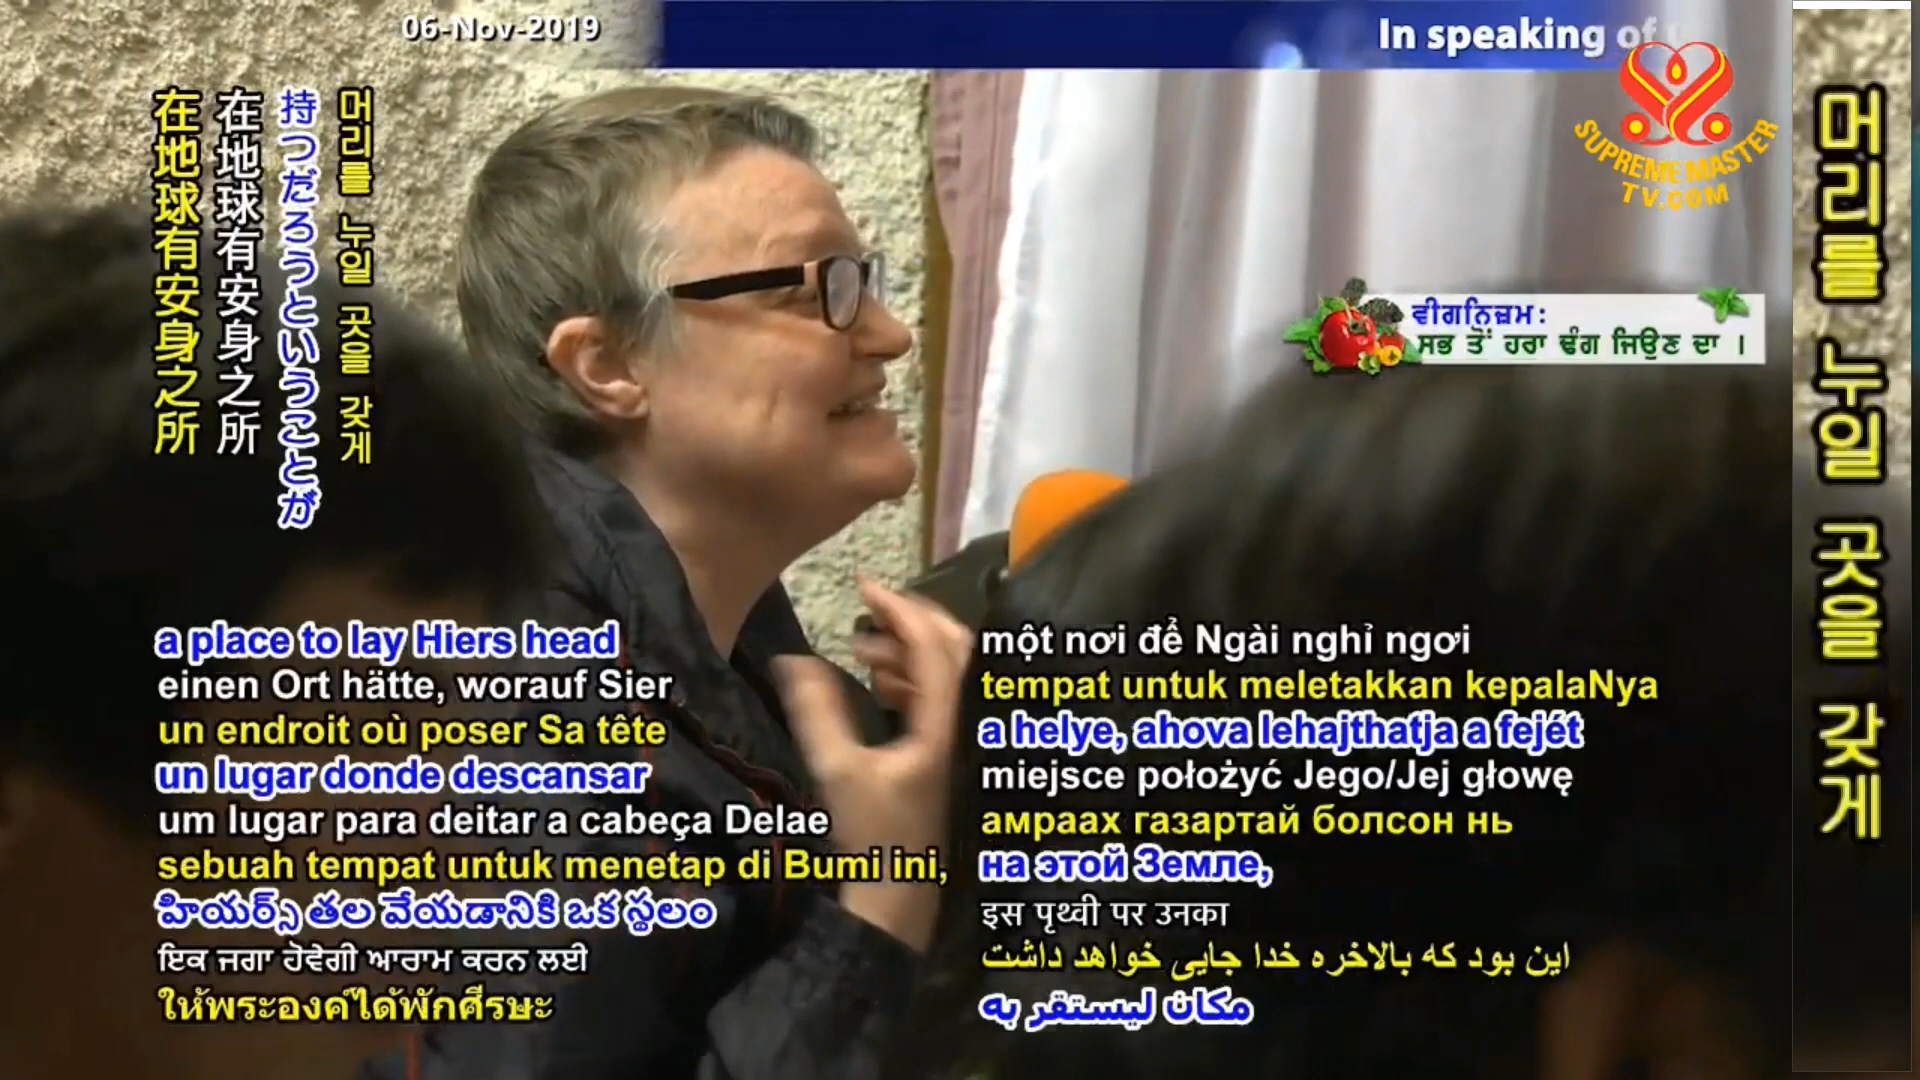 06-Nov-2019
In speaking of
SUPREME MASTER
TV.COM
在地球有安身之所
在地球有安身之所
持つだろうということが
머리를 누일 곳을 갖게
머리를 누일 곳을 갖게
ਵੀਗਨਿਜ਼ਮ:
ਸਭ ਤੋਂ ਹਰਾ ਢੰਗ ਜਿਉਣ ਦਾ ।
a place to lay Hiers head
einen Ort hätte, worauf Sier
un endroit où poser Sa tête
un lugar donde descansar
um lugar para deitar a cabeça Delae
sebuah tempat untuk menetap di Bumi ini,
హియర్స్ తల వేయడానికి ఒక స్థలం
ਇਕ ਜਗਾ ਹੋਵੇਗੀ ਆਰਾਮ ਕਰਨ ਲਈ
ให้พระองค์ได้พักศีรษะ
một nơi để Ngài nghỉ ngơi
tempat untuk meletakkan kepalaNya
a helye, ahova lehajthatja a fejét
miejsce położyć Jego/Jej głowę
амраах газартай болсон нь
на этой Земле,
इस पृथ्वी पर उनका
این بود که بالاخره خدا جایی خواهد داشت
مكان ليستقر به